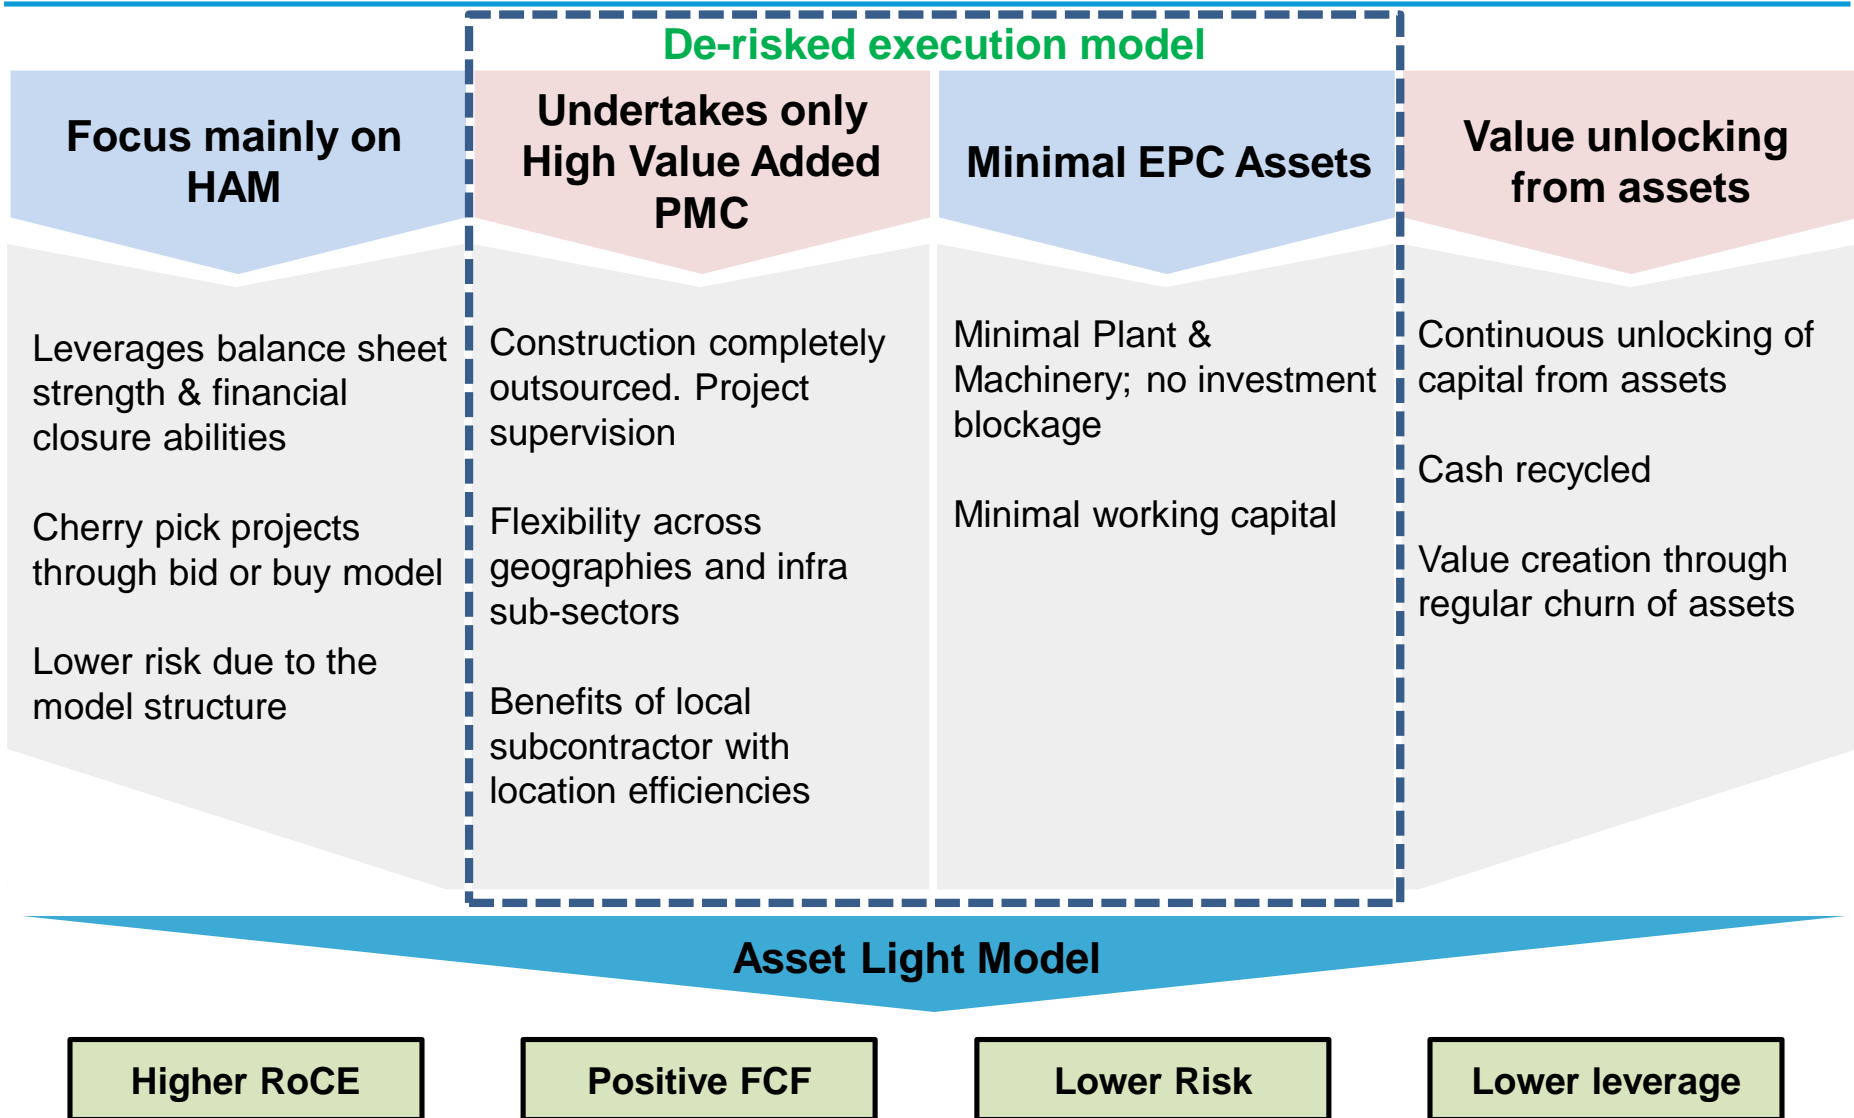 De-risked execution model
Focus mainly on
HAM
Undertakes only
High Value Added
PMC
Minimal EPC Assets
Value unlocking
from assets
Leverages balance sheet
strength & financial
closure abilities
Cherry pick projects
through bid or buy model
Lower risk due to the
model structure
Construction completely
outsourced. Project
supervision
Flexibility across
geographies and infra
sub-sectors
Benefits of local
subcontractor with
location efficiencies
Minimal Plant &
Machinery; no investment
blockage
Minimal working capital
Continuous unlocking of
capital from assets
Cash recycled
Value creation through
regular churn of assets
Asset Light Model
Higher RoCE
Positive FCF
Lower Risk
Lower leverage